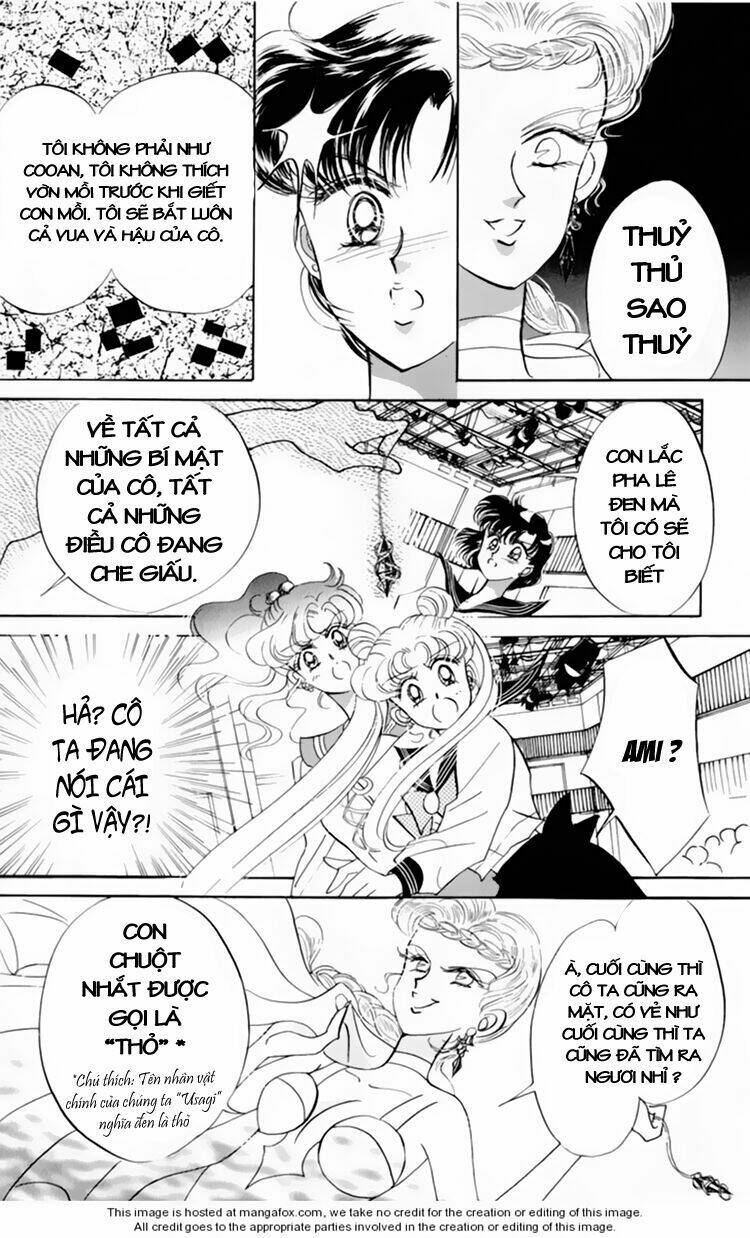 THUỶ
THỦ
SAO
THUỶ
TÔI KHÔNG PHẢI NHƯ
COOAN, TÔI KHÔNG THÍCH
VỜN MỒI TRƯỚC KHI GIẾT
CON MỒI. TÔI SẼ BẮT LUÔN
CẢ VUA VÀ HẬU CỦA CÔ.
CON LẮC
PHA LÊ
ĐEN MÀ
TÔI CÓ SẼ
CHO TÔI
BIẾT
VỀ TẤT CẢ
NHỮNG BÍ MẬT
CỦA CÔ, TẤT
CẢ NHỮNG
ĐIỀU CÔ ĐANG
CHE GIẤU.
AMI ?
HẢ? CÔ
TA ĐANG
NÓI CÁI
GÌ VẬY?!
À, CUỐI CÙNG THÌ
CÔ TA CŨNG RA
MẶT, CÓ VẺ NHƯ
CUỐI CÙNG THÌ TA
CŨNG ĐÃ TÌM RA
NGƯƠI NHỈ ?
CON
CHUỘT
NHẮT ĐƯỢC
GỌI LÀ
“THỎ” *
*Chú thích: Tên nhân vật
chính của chúng ta "Usagi"
nghĩa đen là thỏ
This image is hosted at mangafox.com, we take no credit for the creation or editing of this image.
All credit goes to the appropriate parties involved in the creation or editing of this image.